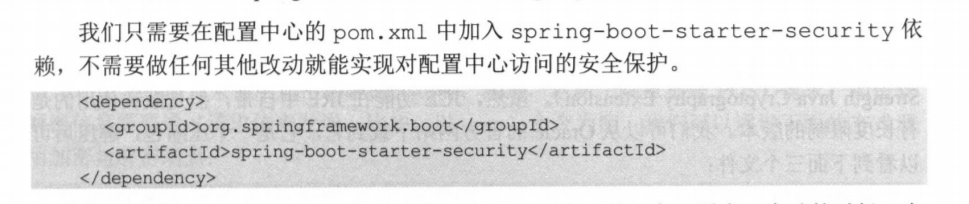 我们只需要在配置中心的 pom.xml 中加入 spring-boot-starter-security 依
赖，不需要做任何其他改动就能实现对配置中心访问的安全保护。
<dependency>
<groupId>org.springframework.boot</groupId>
<artifactId>spring-boot-starter-security</artifactId>
</dependency>